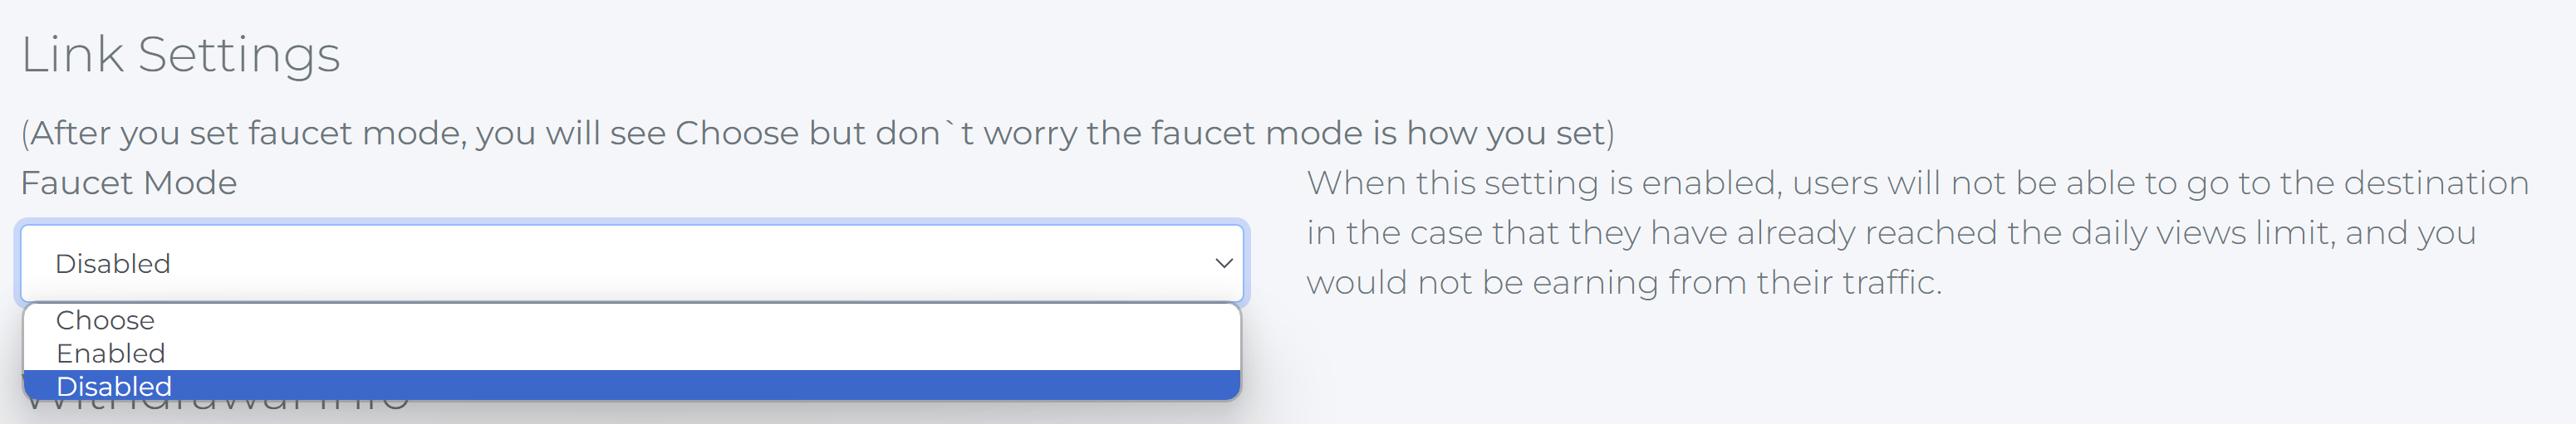 Link Settings
(After you set faucet mode, you will see Choose but don`t worry the faucet mode is how you set)
Faucet Mode
Disabled
Choose
Enabled
Disabled
When this setting is enabled, users will not be able to go to the destination
in the case that they have already reached the daily views limit, and you
would not be earning from their traffic.